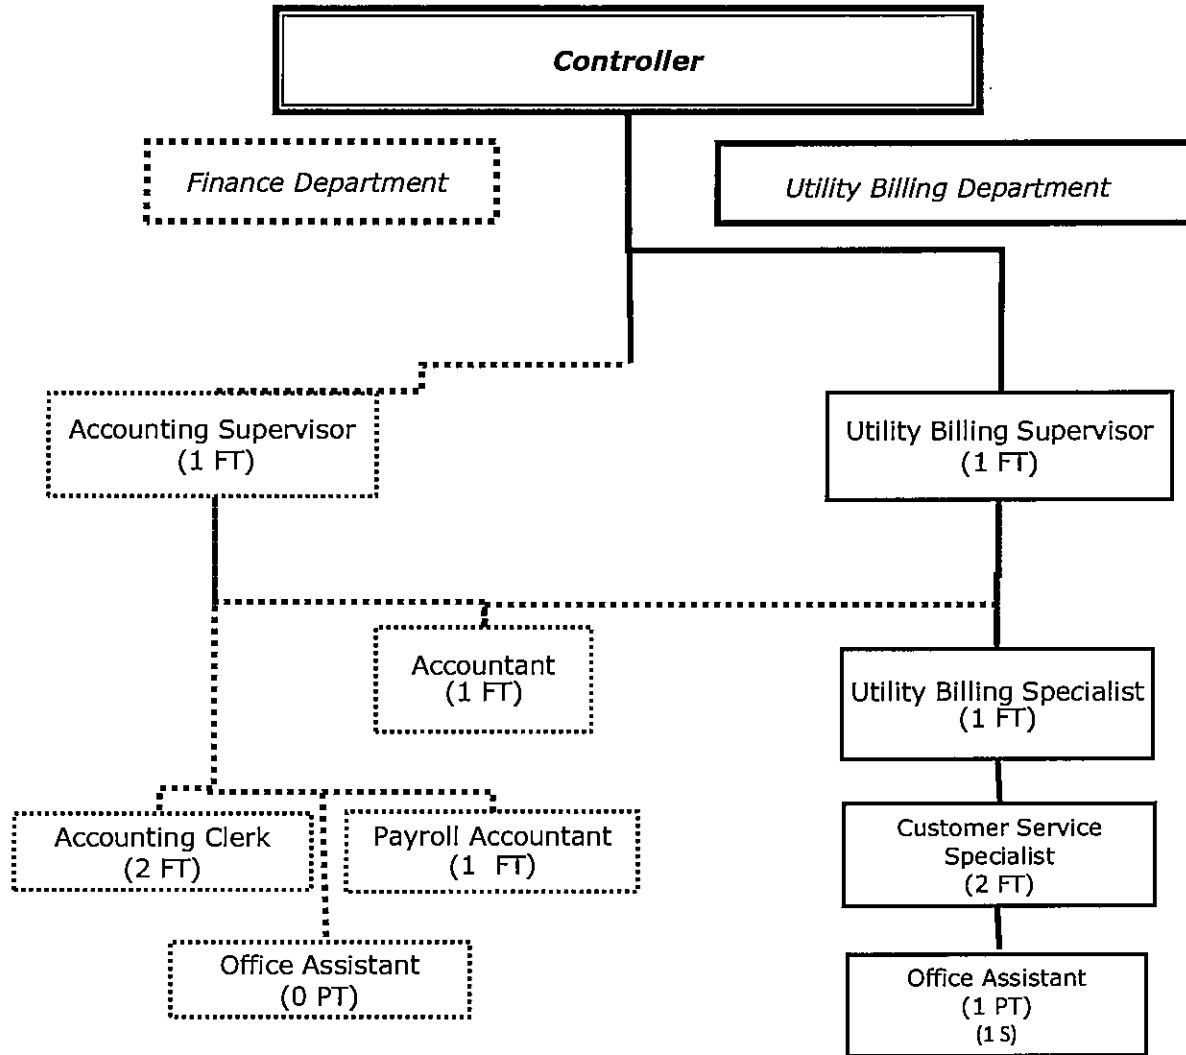 Controller
Finance Department
Utility Billing Department
Accounting Supervisor
(1 FT)
Utility Billing Supervisor
(1 FT)
Accountant
(1 FT)
Utility Billing Specialist
(1 FT)
Accounting Clerk
(2 FT)
Payroll Accountant
(1 FT)
Customer Service
Specialist
(2 FT)
Office Assistant
(0 PT)
Office Assistant
(1 PT)
(1 S)